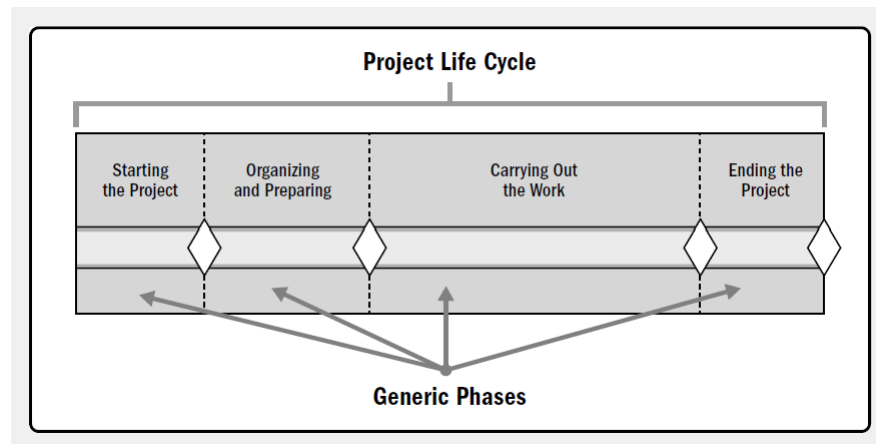 Project Life Cycle
Starting
the Project
Organizing
and Preparing
Carrying Out
the Work
Ending the
Project
Generic Phases